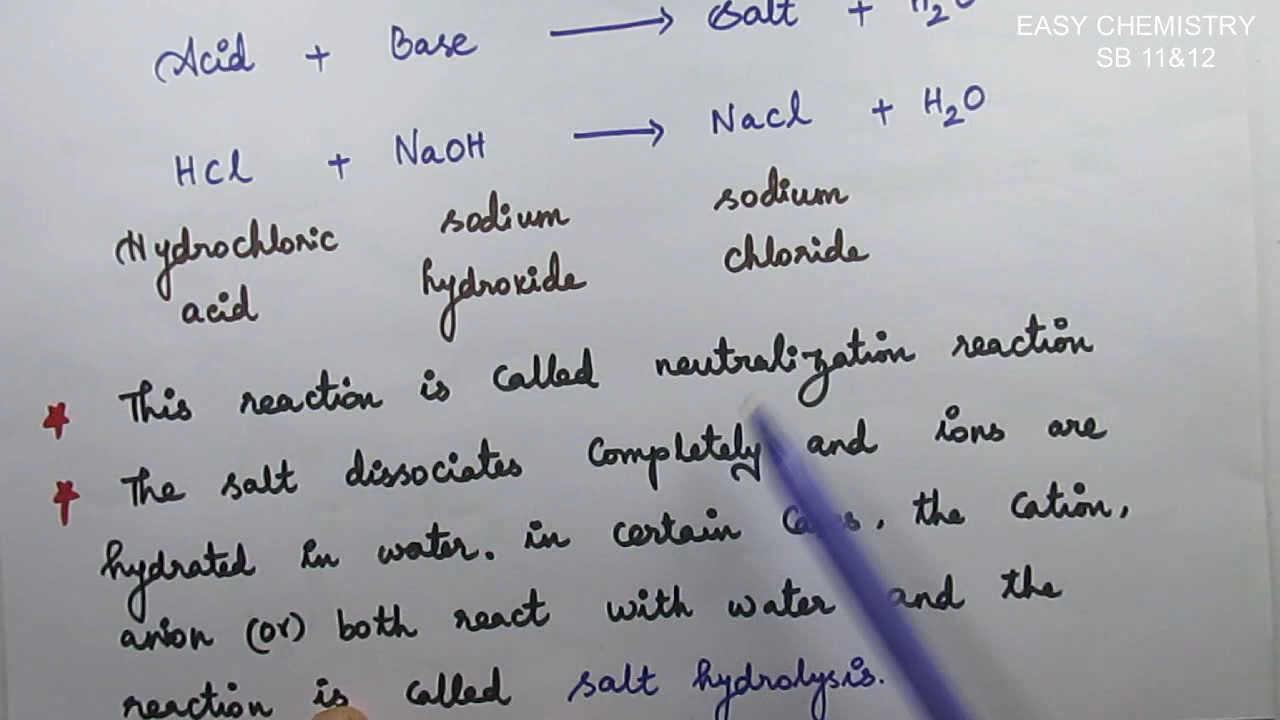 EASY CHEMISTRY
SB 11&12
Acid + Base ⟶ Salt + H₂O
HCl + NaOH ⟶ NaCl + H₂O
Hydrochloric acid
sodium hydroxide
sodium chloride
★ This reaction is called neutralization reaction
★ The salt dissociates completely and ions are
hydrated in water. in certain the cation,
anion (or) both react with water and the
reaction is called salt hydrolysis.